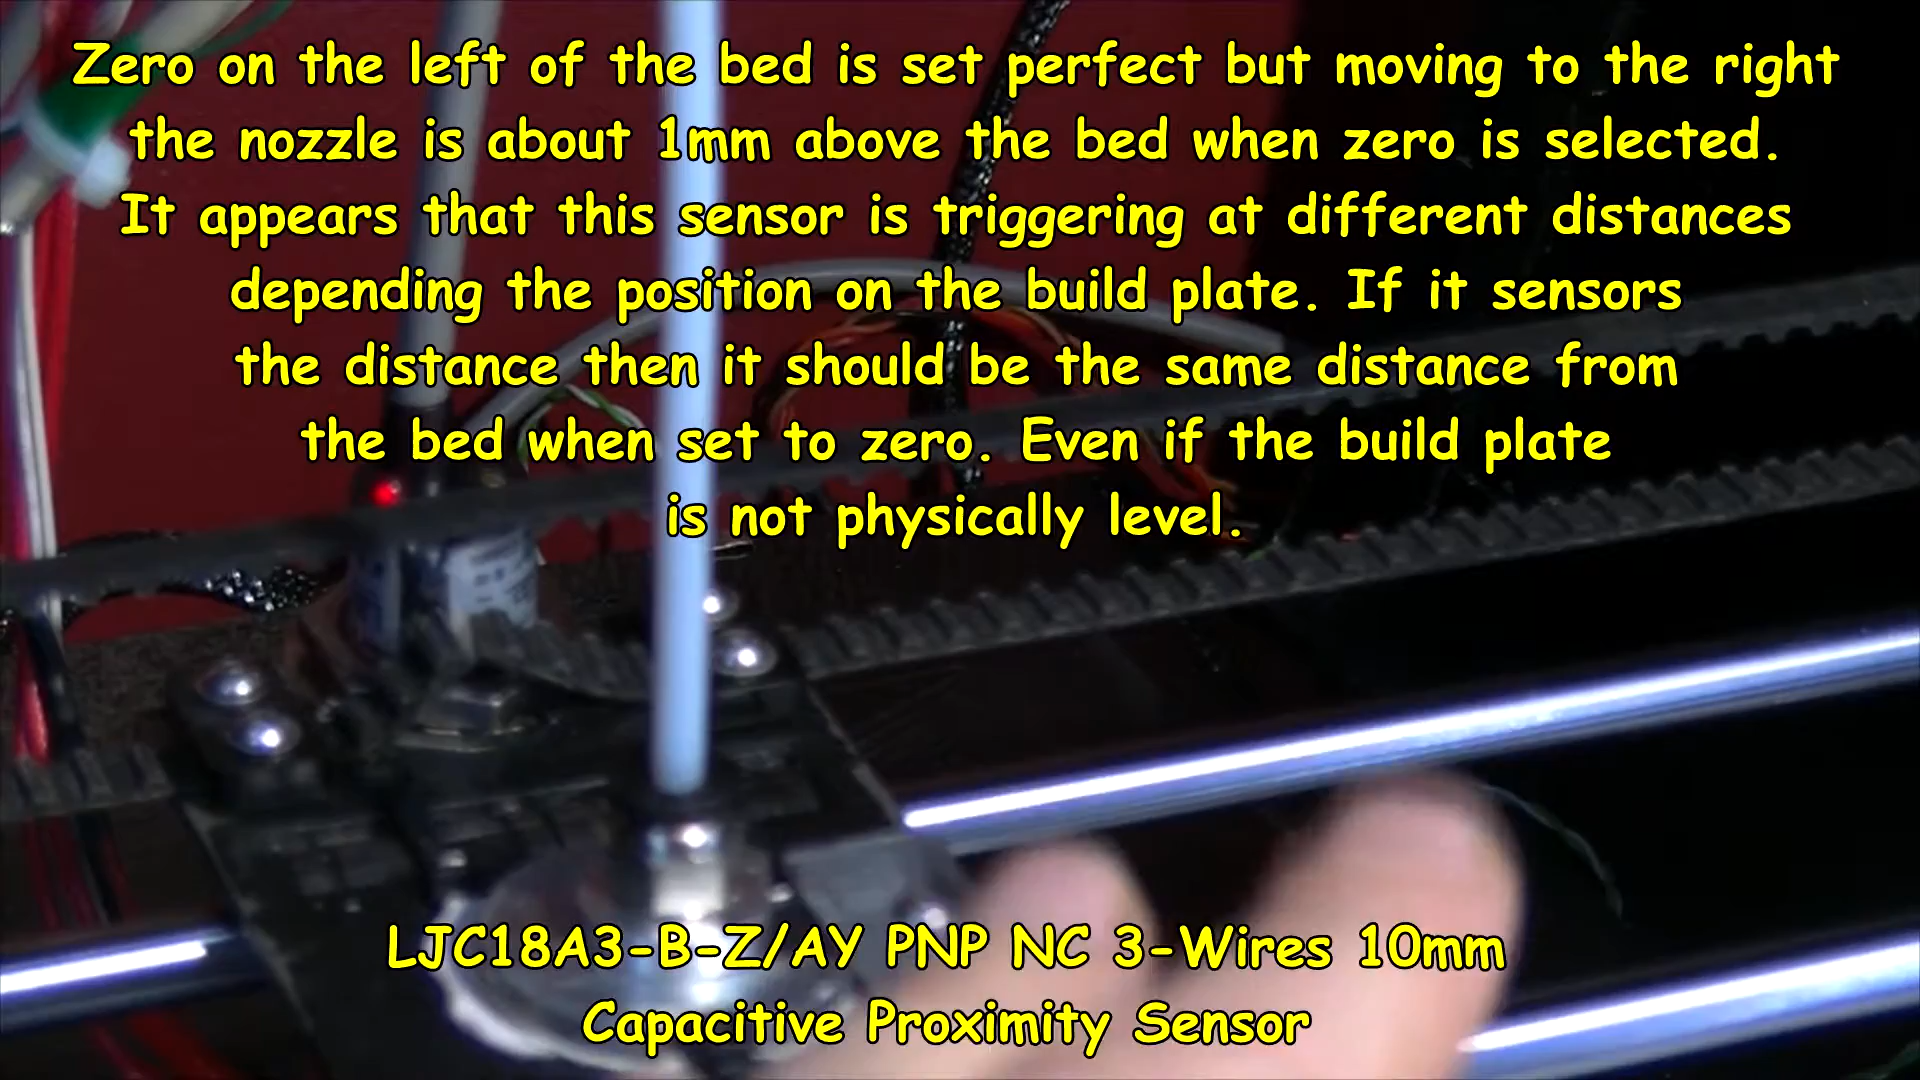 Zero on the left of the bed is set perfect but moving to the right
the nozzle is about 1mm above the bed when zero is selected.
It appears that this sensor is triggering at different distances
depending the position on the build plate. If it sensors
the distance then it should be the same distance from
the bed when set to zero. Even if the build plate
is not physically level.
LJC18A3-B-Z/AY PNP NC 3-Wires 10mm
Capacitive Proximity Sensor